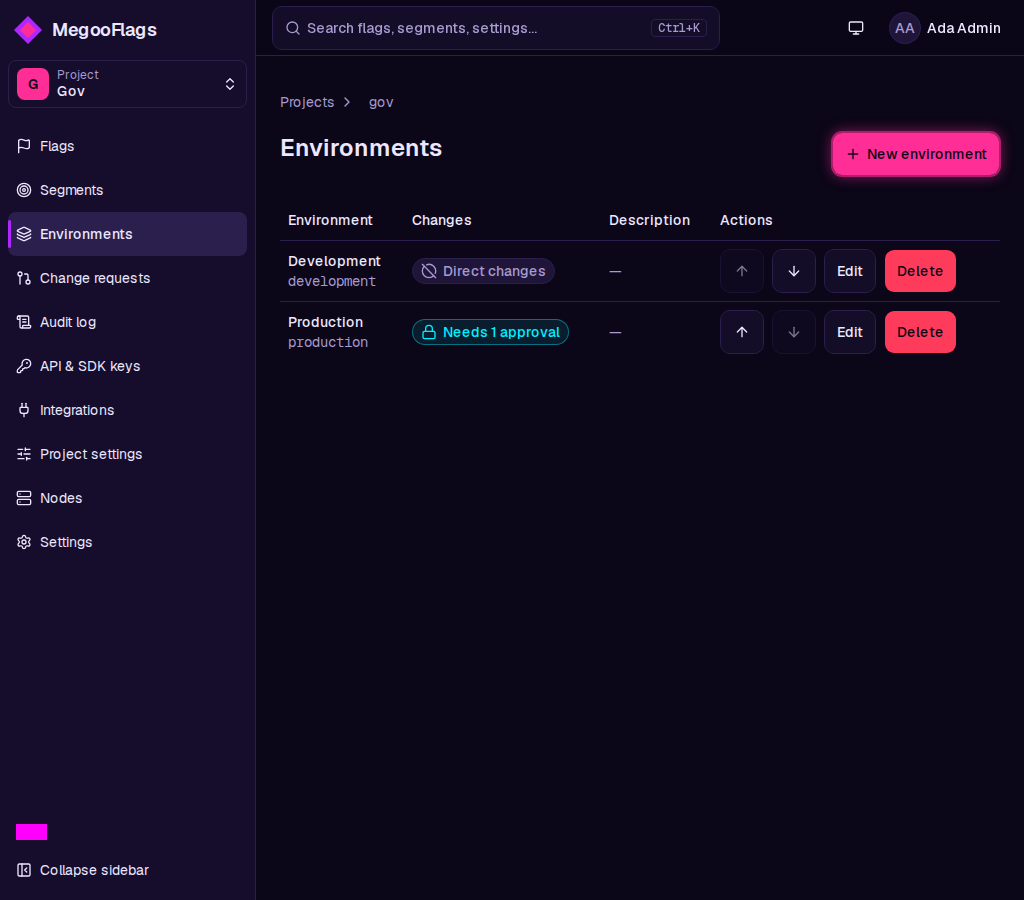 MegooFlags
Search flags, segments, settings...
Ctrl+K
AA
Ada Admin
G
Project
Gov
Flags
Segments
Environments
Change requests
Audit log
API & SDK keys
Integrations
Project settings
Nodes
Settings
Collapse sidebar
Projects
gov
Environments
New environment
Environment Changes Description Actions
Development
development
Direct changes
—
Edit
Delete
Production
production
Needs 1 approval
—
Edit
Delete